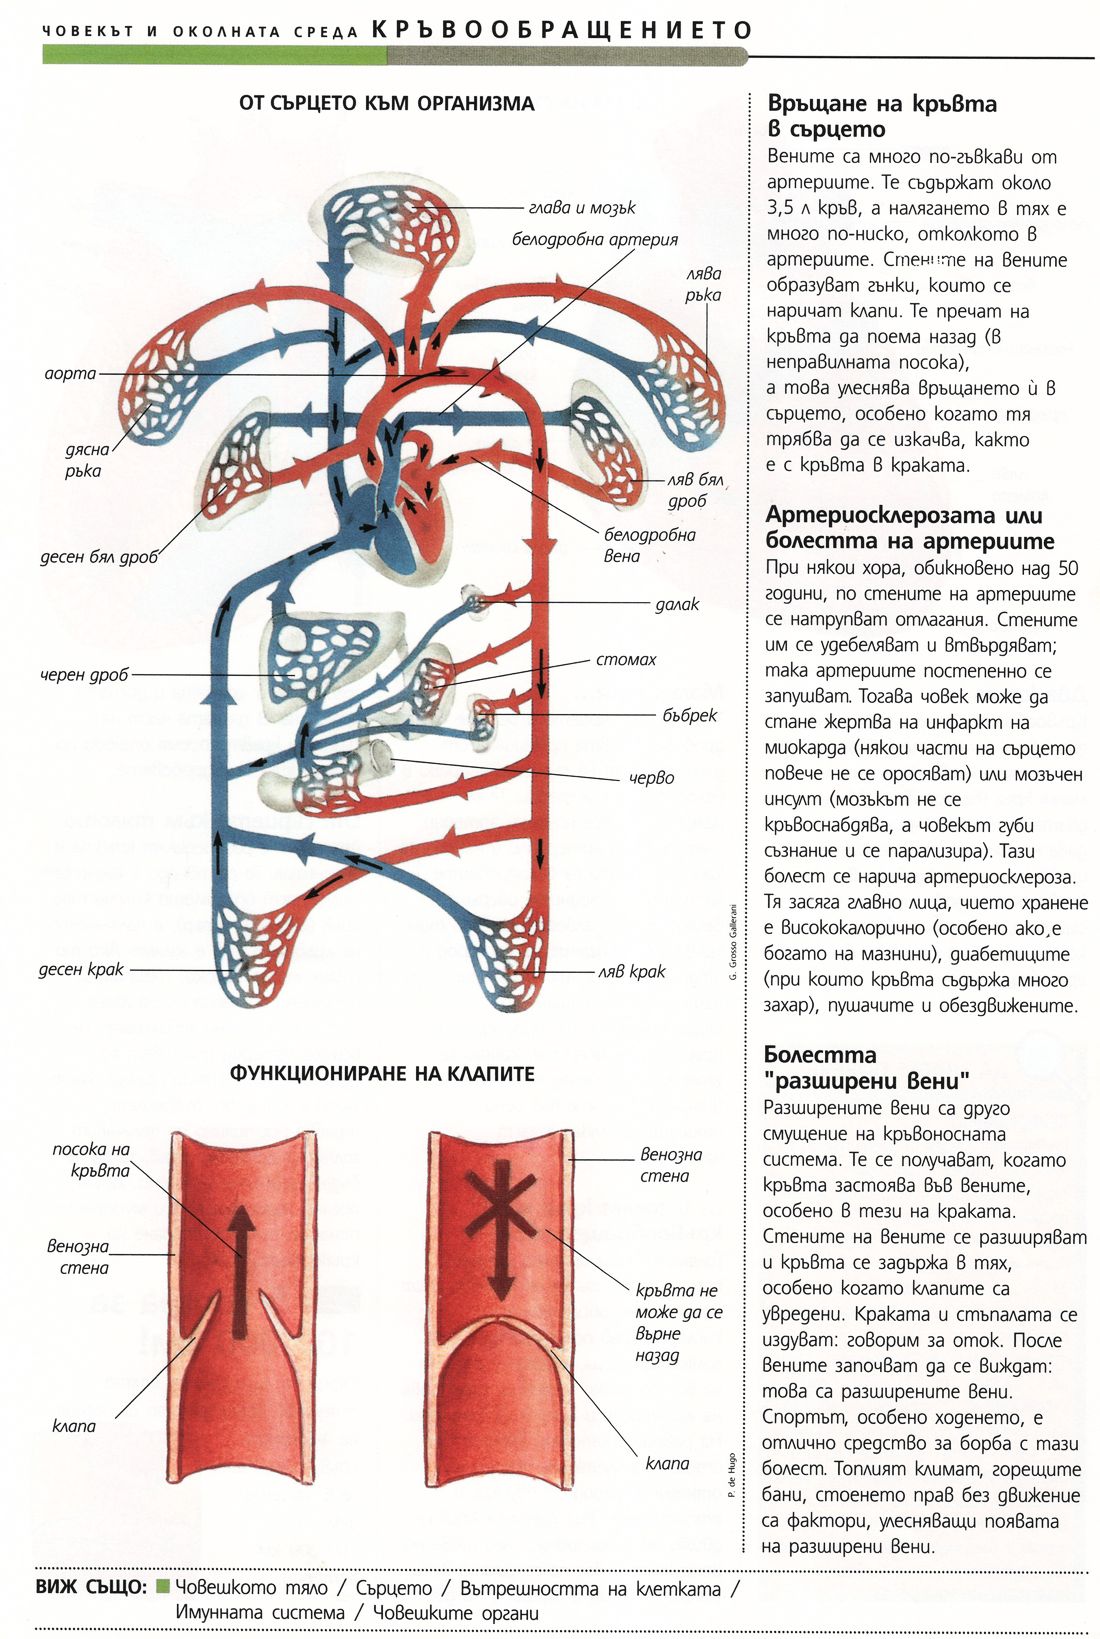 ЧОВЕКЪТ И ОКОЛНАТА СРЕДА КРЪВООБРАЩЕНИЕТО
ОТ СЪРЦЕТО КЪМ ОРГАНИЗМА
глава и мозък
белодробна артерия
лява
ръка
аорта
дясна
ръка
ляв бял
дроб
десен бял дроб
белодробна
вена
далак
стомах
черен дроб
бъбрек
черво
десен крак
ляв крак
G. Grosso Gallerani
ФУНКЦИОНИРАНЕ НА КЛАПИТЕ
посока на
кръвта
Венозна
стена
клапа
Венозна
стена
кръвта не
може да се
върне
назад
клапа
P. de Hugo
Връщане на кръвта
в сърцето
Вените са много по-гъвкави от
артериите. Те съдържат около
3,5 л кръв, а налягането в тях е
много по-ниско, отколкото в
артериите. Стените на вените
образуват гънки, които се
наричат клапи. Те пречат на
кръвта да поема назад (в
неправилната посока),
а това улеснява връщането ѝ в
сърцето, особено когато тя
трябва да се изкачва, както
е с кръвта в краката.
Артериосклерозата или
болестта на артериите
При някои хора, обикновено над 50
години, по стените на артериите
се натрупват отлагания. Стените
им се удебеляват и втвърдяват;
така артериите постепенно се
запушват. Тогава човек може да
стане жертва на инфаркт на
миокарда (някои части на сърцето
повече не се оросяват) или мозъчен
инсулт (мозъкът не се
кръвоснабдява, а човекът губи
съзнание и се парализира). Тази
болест се нарича артериосклероза.
Тя засяга главно лица, чието хранене
е висококалорично (особено ако е
богато на мазнини), диабетиците
(при които кръвта съдържа много
захар), пушачите и обездвижените.
Болестта
"разширени вени"
Разширените вени са друго
смущение на кръвоносната
система. Те се получават, когато
кръвта застоява във вените,
особено в тези на краката.
Стените на вените се разширяват
и кръвта се задържа в тях,
особено когато клапите са
увредени. Краката и стъпалата се
издуват: говорим за оток. После
вените започват да се виждат:
това са разширените вени.
Спортът, особено ходенето, е
отлично средство за борба с тази
болест. Топлият климат, горещите
бани, стоенето прав без движение
са фактори, улесняващи появата
на разширени вени.
ВИЖ СЪЩО: Човешкото тяло / Сърцето / Вътрешността на клетката /
Имунната система / Човешките органи